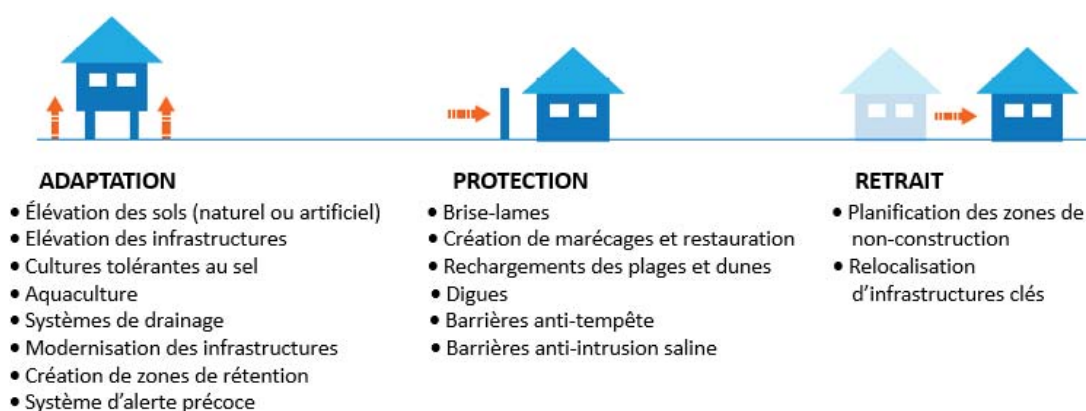 ADAPTATION
• Élévation des sols (naturel ou artificiel)
• Elévation des infrastructures
• Cultures tolérantes au sel
• Aquaculture
• Systèmes de drainage
• Modernisation des infrastructures
• Création de zones de rétention
• Système d'alerte précoce
PROTECTION
• Brise-lames
• Création de marécages et restauration
• Rechargements des plages et dunes
• Digues
• Barrières anti-tempête
• Barrières anti-intrusion saline
RETRAIT
• Planification des zones de
non-construction
• Relocalisation
d'infrastructures clés